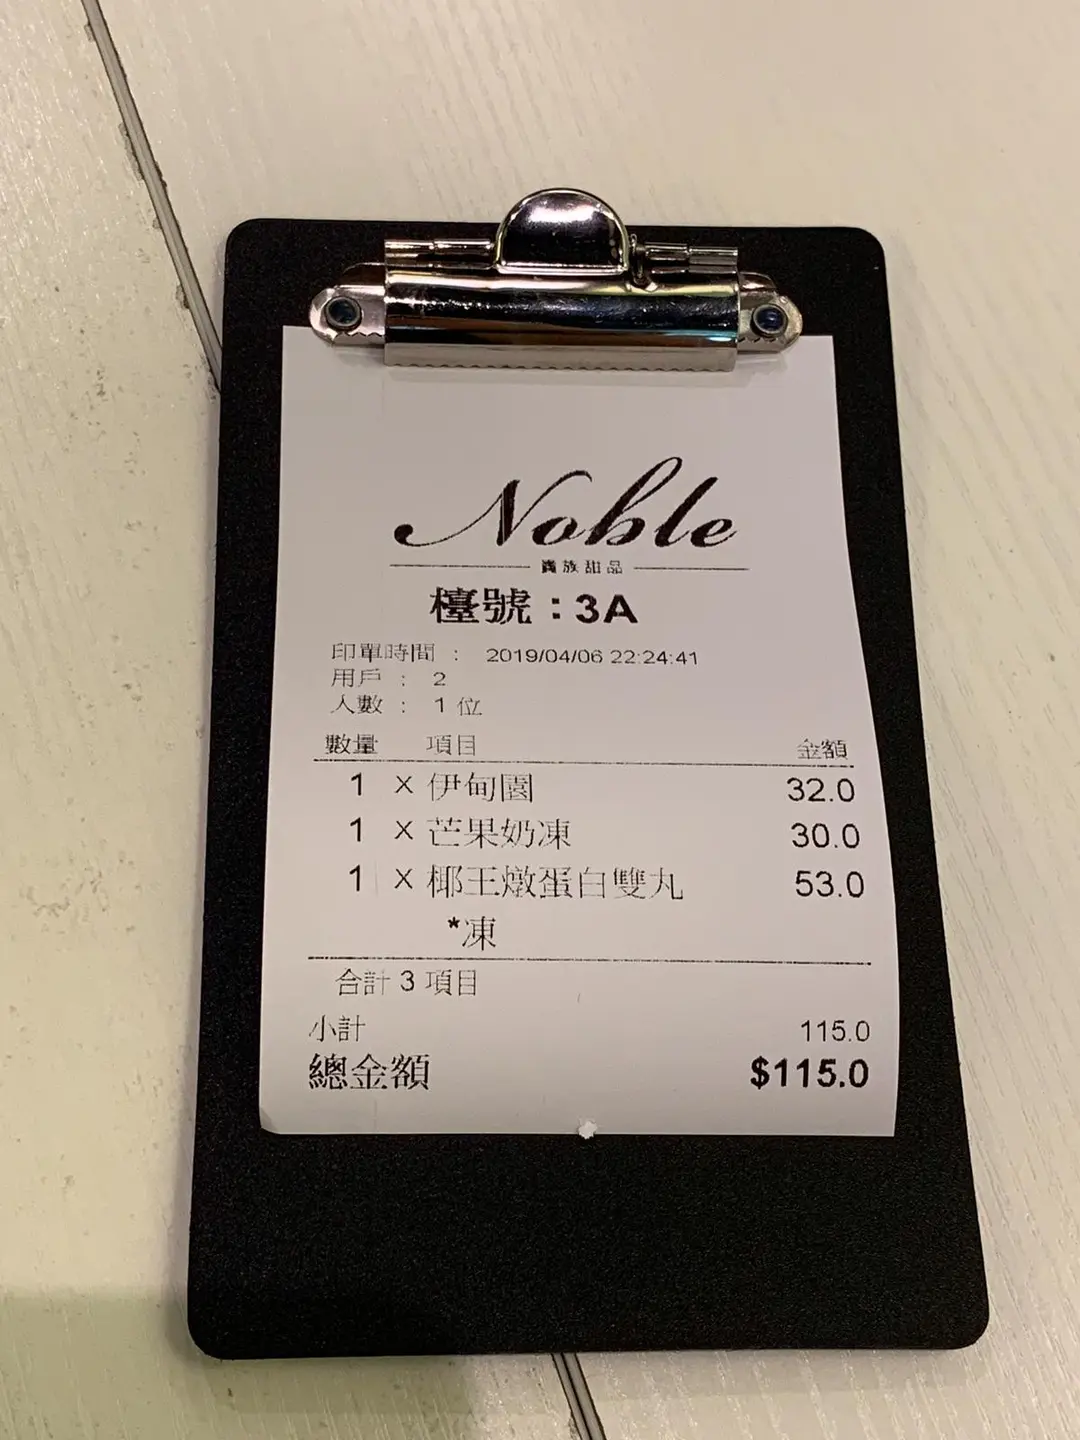 Noble
貴族甜品
檯號：3A
印單時間 ： 2019/04/06 22:24:41
用戶 ： 2
人數 ： 1 位
數量 項目 金額
1 × 伊甸園 32.0
1 × 芒果奶凍 30.0
1 × 椰王燉蛋白雙丸 53.0
*凍
合計 3 項目
小計 115.0
總金額 $115.0